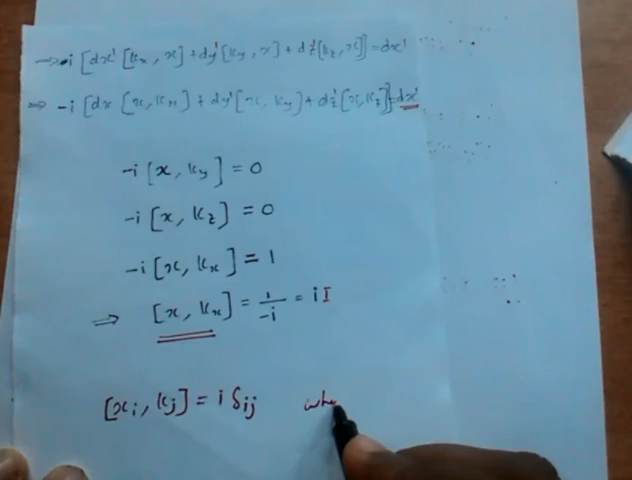 → -i [dx' [kx, x] + dy' [ky, x] + dz' [kz, x]] = dx'
⇒ -i [dx [x, kx] + dy' [x, ky] + dz' [x, kz]] = dx'
-i [x, ky] = 0
-i [x, kz] = 0
-i [x, kx] = 1
⇒ [x, kx] = 1/-i = i I
[xi, kj] = i δij whe